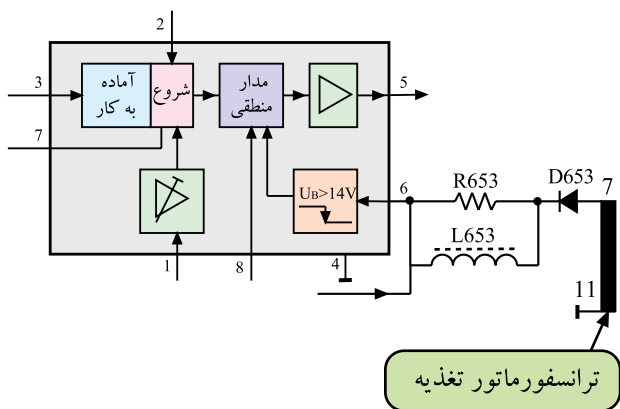 2
3
آماده
به کار
شروع
مدار
منطقی
5
7
U_B>14V
6
R653
D653
7
L653
1
8
4
11
ترانسفورماتور تغذیه